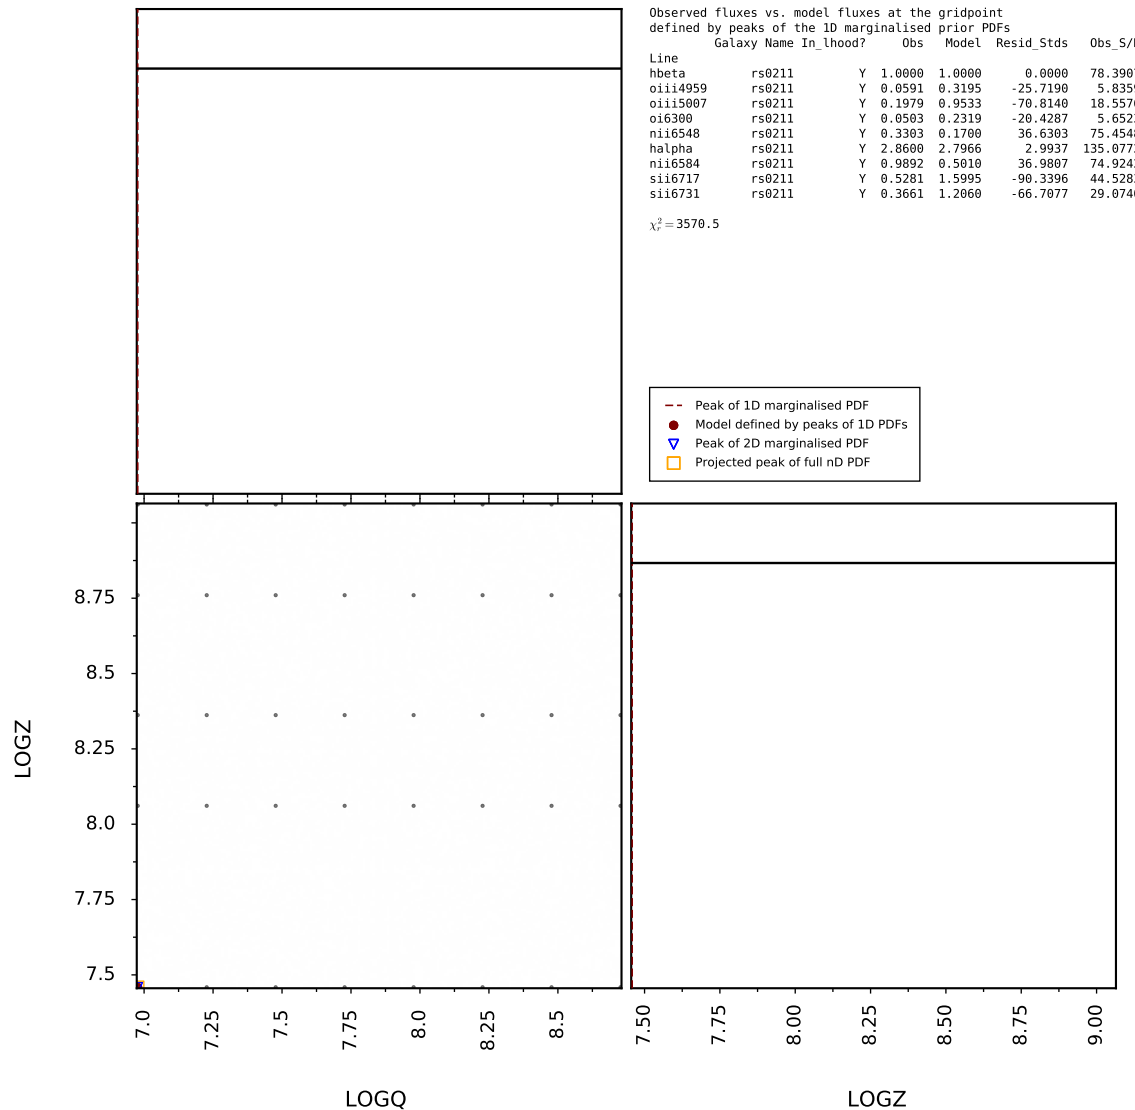 Observed fluxes vs. model fluxes at the gridpoint
defined by peaks of the 1D marginalised prior PDFs
Galaxy Name In_lhood? Obs Model Resid_Stds Obs_S/
Line
hbeta rs0211 Y 1.0000 1.0000 0.0000 78.390
oiii4959 rs0211 Y 0.0591 0.3195 -25.7190 5.835
oiii5007 rs0211 Y 0.1979 0.9533 -70.8140 18.557
oi6300 rs0211 Y 0.0503 0.2319 -20.4287 5.652
nii6548 rs0211 Y 0.3303 0.1700 36.6303 75.454
halpha rs0211 Y 2.8600 2.7966 2.9937 135.077
nii6584 rs0211 Y 0.9892 0.5010 36.9807 74.924
sii6717 rs0211 Y 0.5281 1.5995 -90.3396 44.528
sii6731 rs0211 Y 0.3661 1.2060 -66.7077 29.074
χ²ᵣ = 3570.5
Peak of 1D marginalised PDF
Model defined by peaks of 1D PDFs
Peak of 2D marginalised PDF
Projected peak of full nD PDF
8.75
8.5
8.25
8.0
7.75
7.5
LOGZ
7.0 7.25 7.5 7.75 8.0 8.25 8.5
7.50 7.75 8.00 8.25 8.50 8.75 9.00
LOGQ
LOGZ